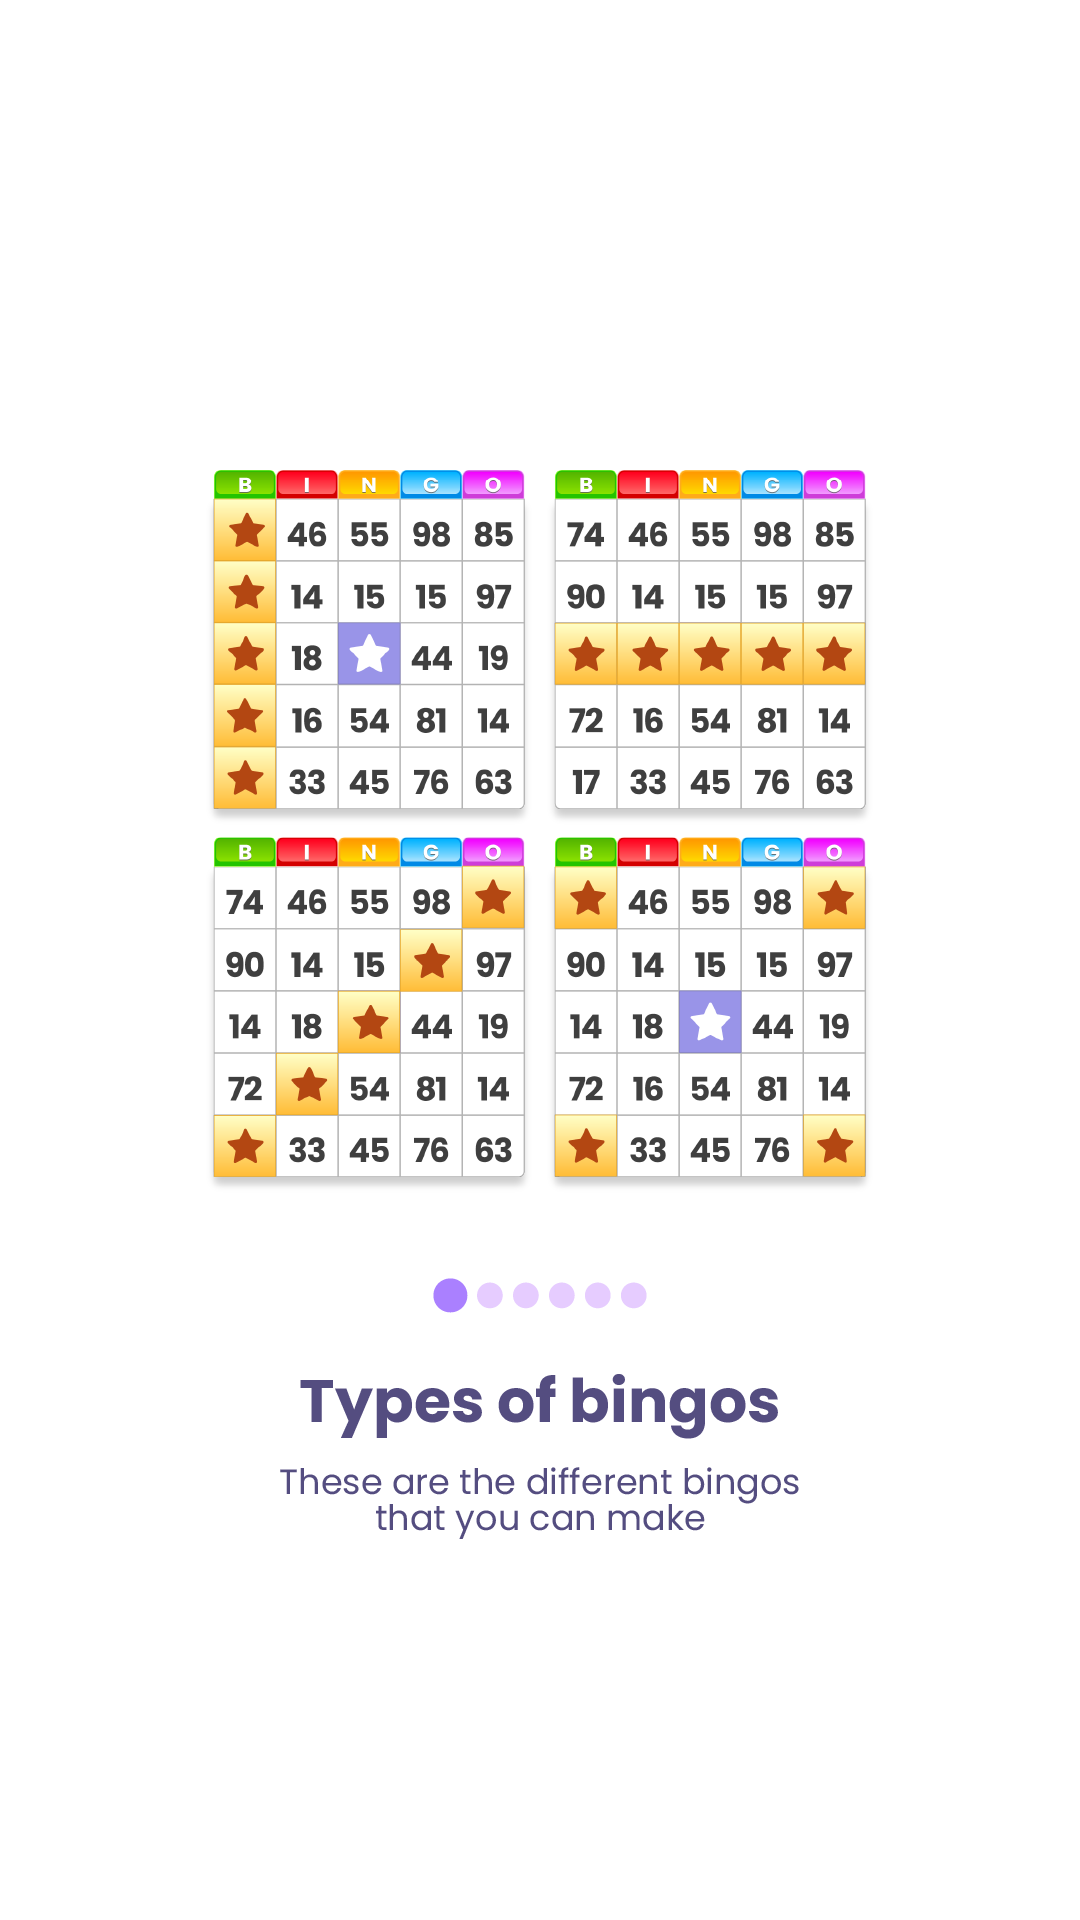 B I N G O
46 55 98 85
14 15 15 97
18 44 19
16 54 81 14
33 45 76 63
B I N G O
74 46 55 98 85
90 14 15 15 97
72 16 54 81 14
17 33 45 76 63
B I N G O
74 46 55 98
90 14 15 97
14 18 44 19
72 54 81 14
33 45 76 63
B I N G O
46 55 98
90 14 15 15 97
14 18 44 19
72 16 54 81 14
33 45 76
Types of bingos
These are the different bingos
that you can make